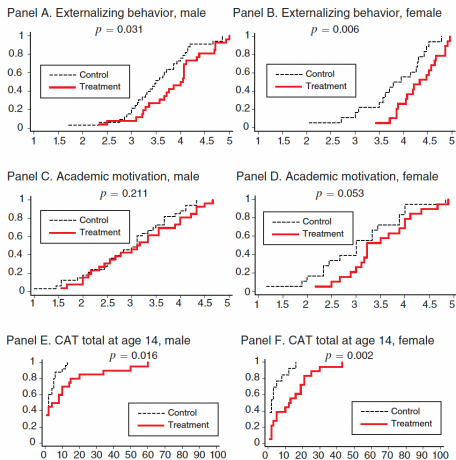 Panel A. Externalizing behavior, male
p = 0.031
1
0.8
0.6
0.4
0.2
0
Control
Treatment
1 1.5 2 2.5 3 3.5 4 4.5 5
Panel B. Externalizing behavior, female
p = 0.006
1
0.8
0.6
0.4
0.2
0
Control
Treatment
1 1.5 2 2.5 3 3.5 4 4.5 5
Panel C. Academic motivation, male
p = 0.211
1
0.8
0.6
0.4
0.2
0
Control
Treatment
1 1.5 2 2.5 3 3.5 4 4.5 5
Panel D. Academic motivation, female
p = 0.053
1
0.8
0.6
0.4
0.2
0
Control
Treatment
1 1.5 2 2.5 3 3.5 4 4.5 5
Panel E. CAT total at age 14, male
p = 0.016
1
0.8
0.6
0.4
0.2
0
Control
Treatment
0 10 20 30 40 50 60 70 80 90 100
Panel F. CAT total at age 14, female
p = 0.002
1
0.8
0.6
0.4
0.2
0
Control
Treatment
0 10 20 30 40 50 60 70 80 90 100